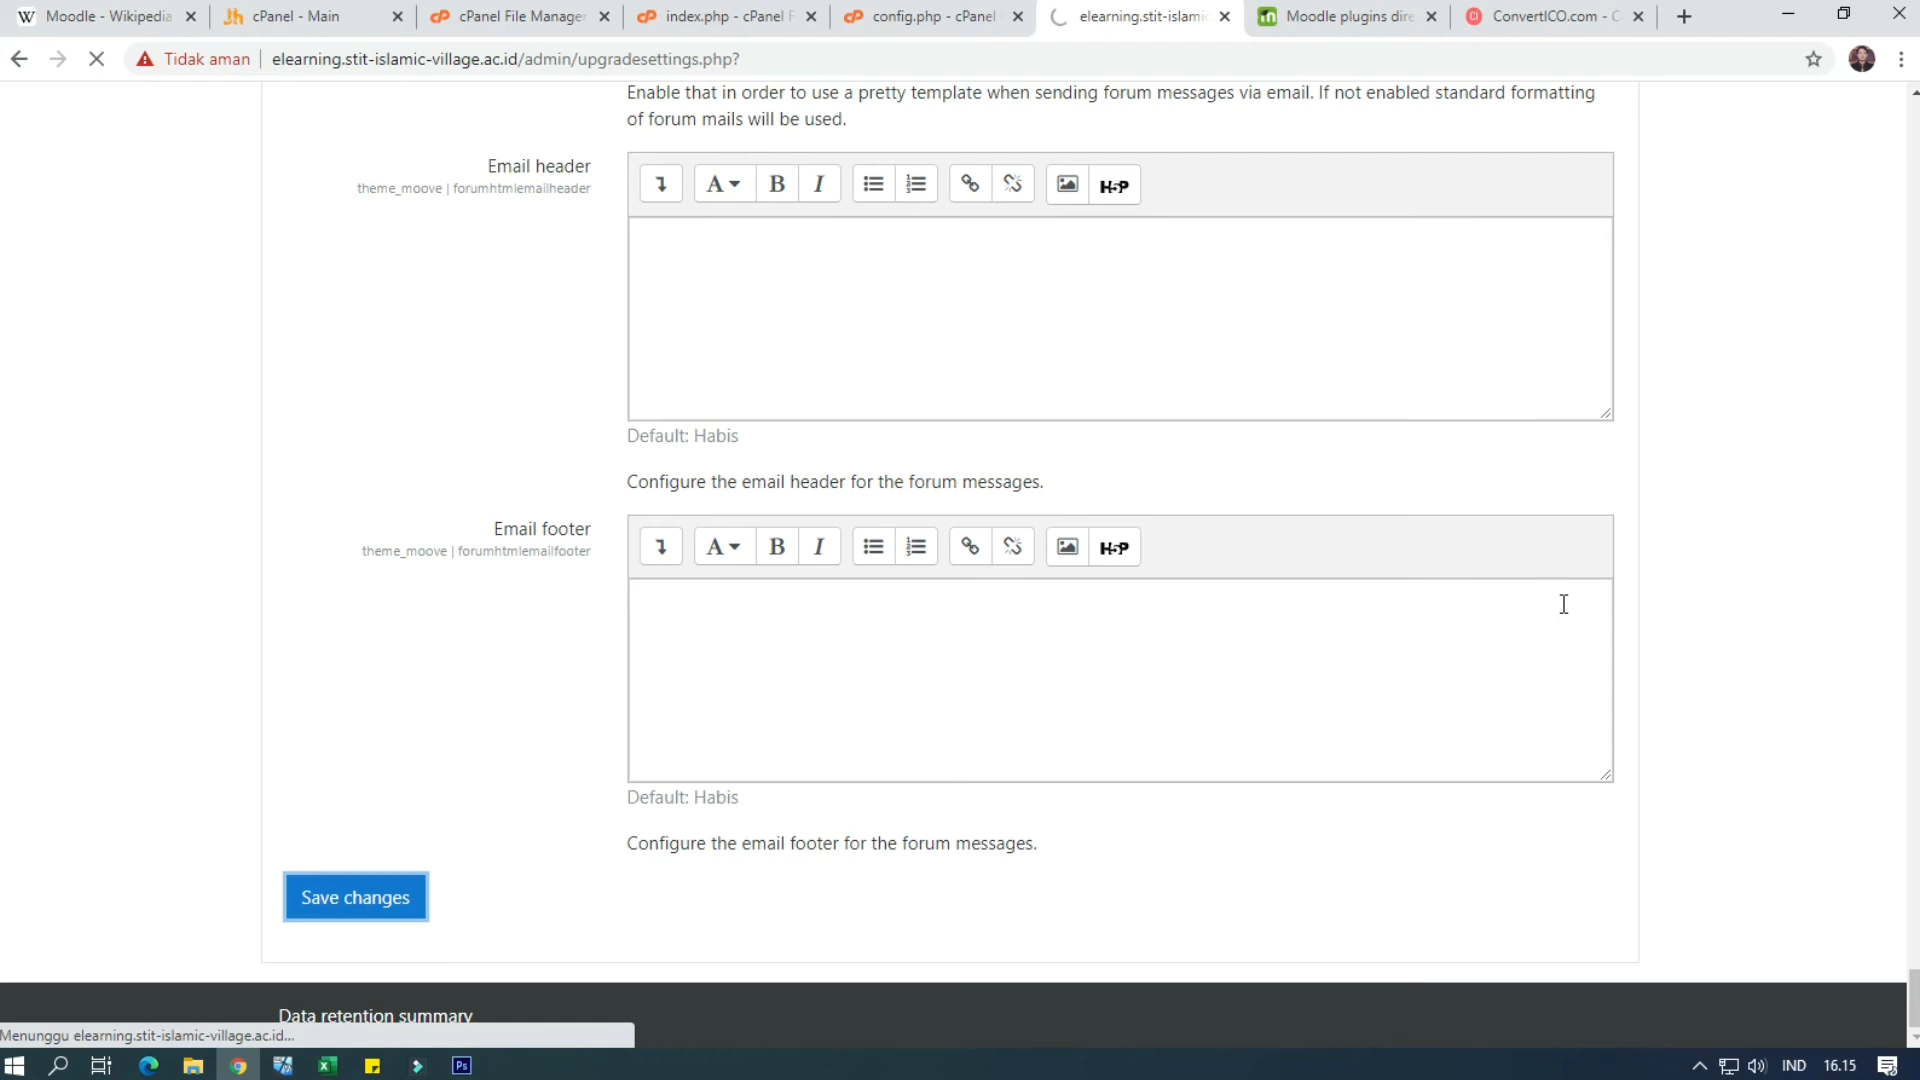 Moodle - Wikipedia
cPanel - Main
cPanel File Manager
index.php - cPanel F
config.php - cPanel
elearning.stit-islamic
Moodle plugins dire
ConvertICO.com - C
Tidak aman
elearning.stit-islamic-village.ac.id/admin/upgradesettings.php?
Enable that in order to use a pretty template when sending forum messages via email. If not enabled standard formatting
of forum mails will be used.
Email header
theme_moove | forumhtmlemailheader
A B I
H5P
Default: Habis
Configure the email header for the forum messages.
Email footer
theme_moove | forumhtmlemailfooter
A B I
H5P
Default: Habis
Configure the email footer for the forum messages.
Save changes
Data retention summary
Menunggu elearning.stit-islamic-village.ac.id...
Ps
IND
16.15